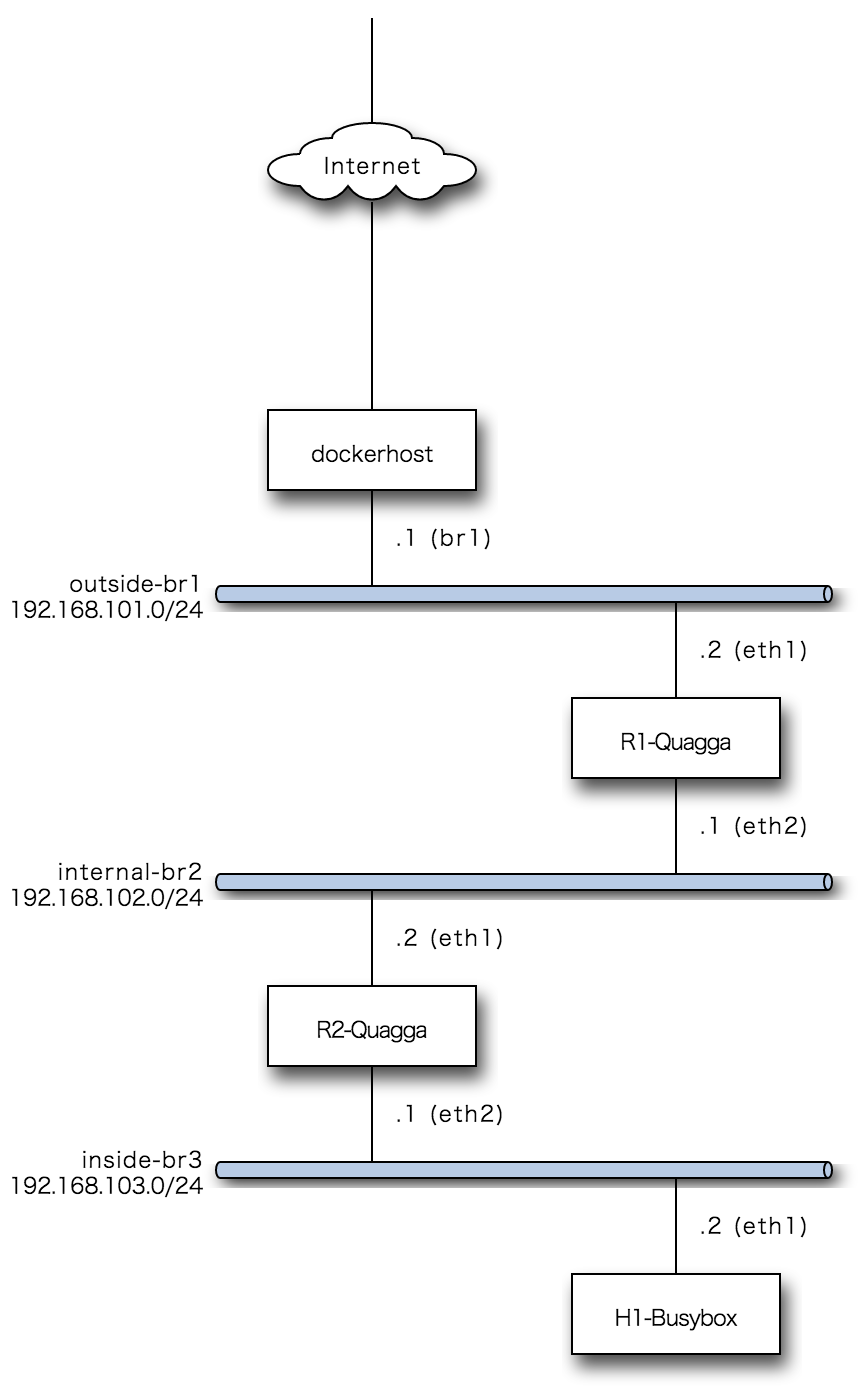 Internet
dockerhost
.1 (br1)
outside-br1
192.168.101.0/24
.2 (eth1)
R1-Quagga
.1 (eth2)
internal-br2
192.168.102.0/24
.2 (eth1)
R2-Quagga
.1 (eth2)
inside-br3
192.168.103.0/24
.2 (eth1)
H1-Busybox